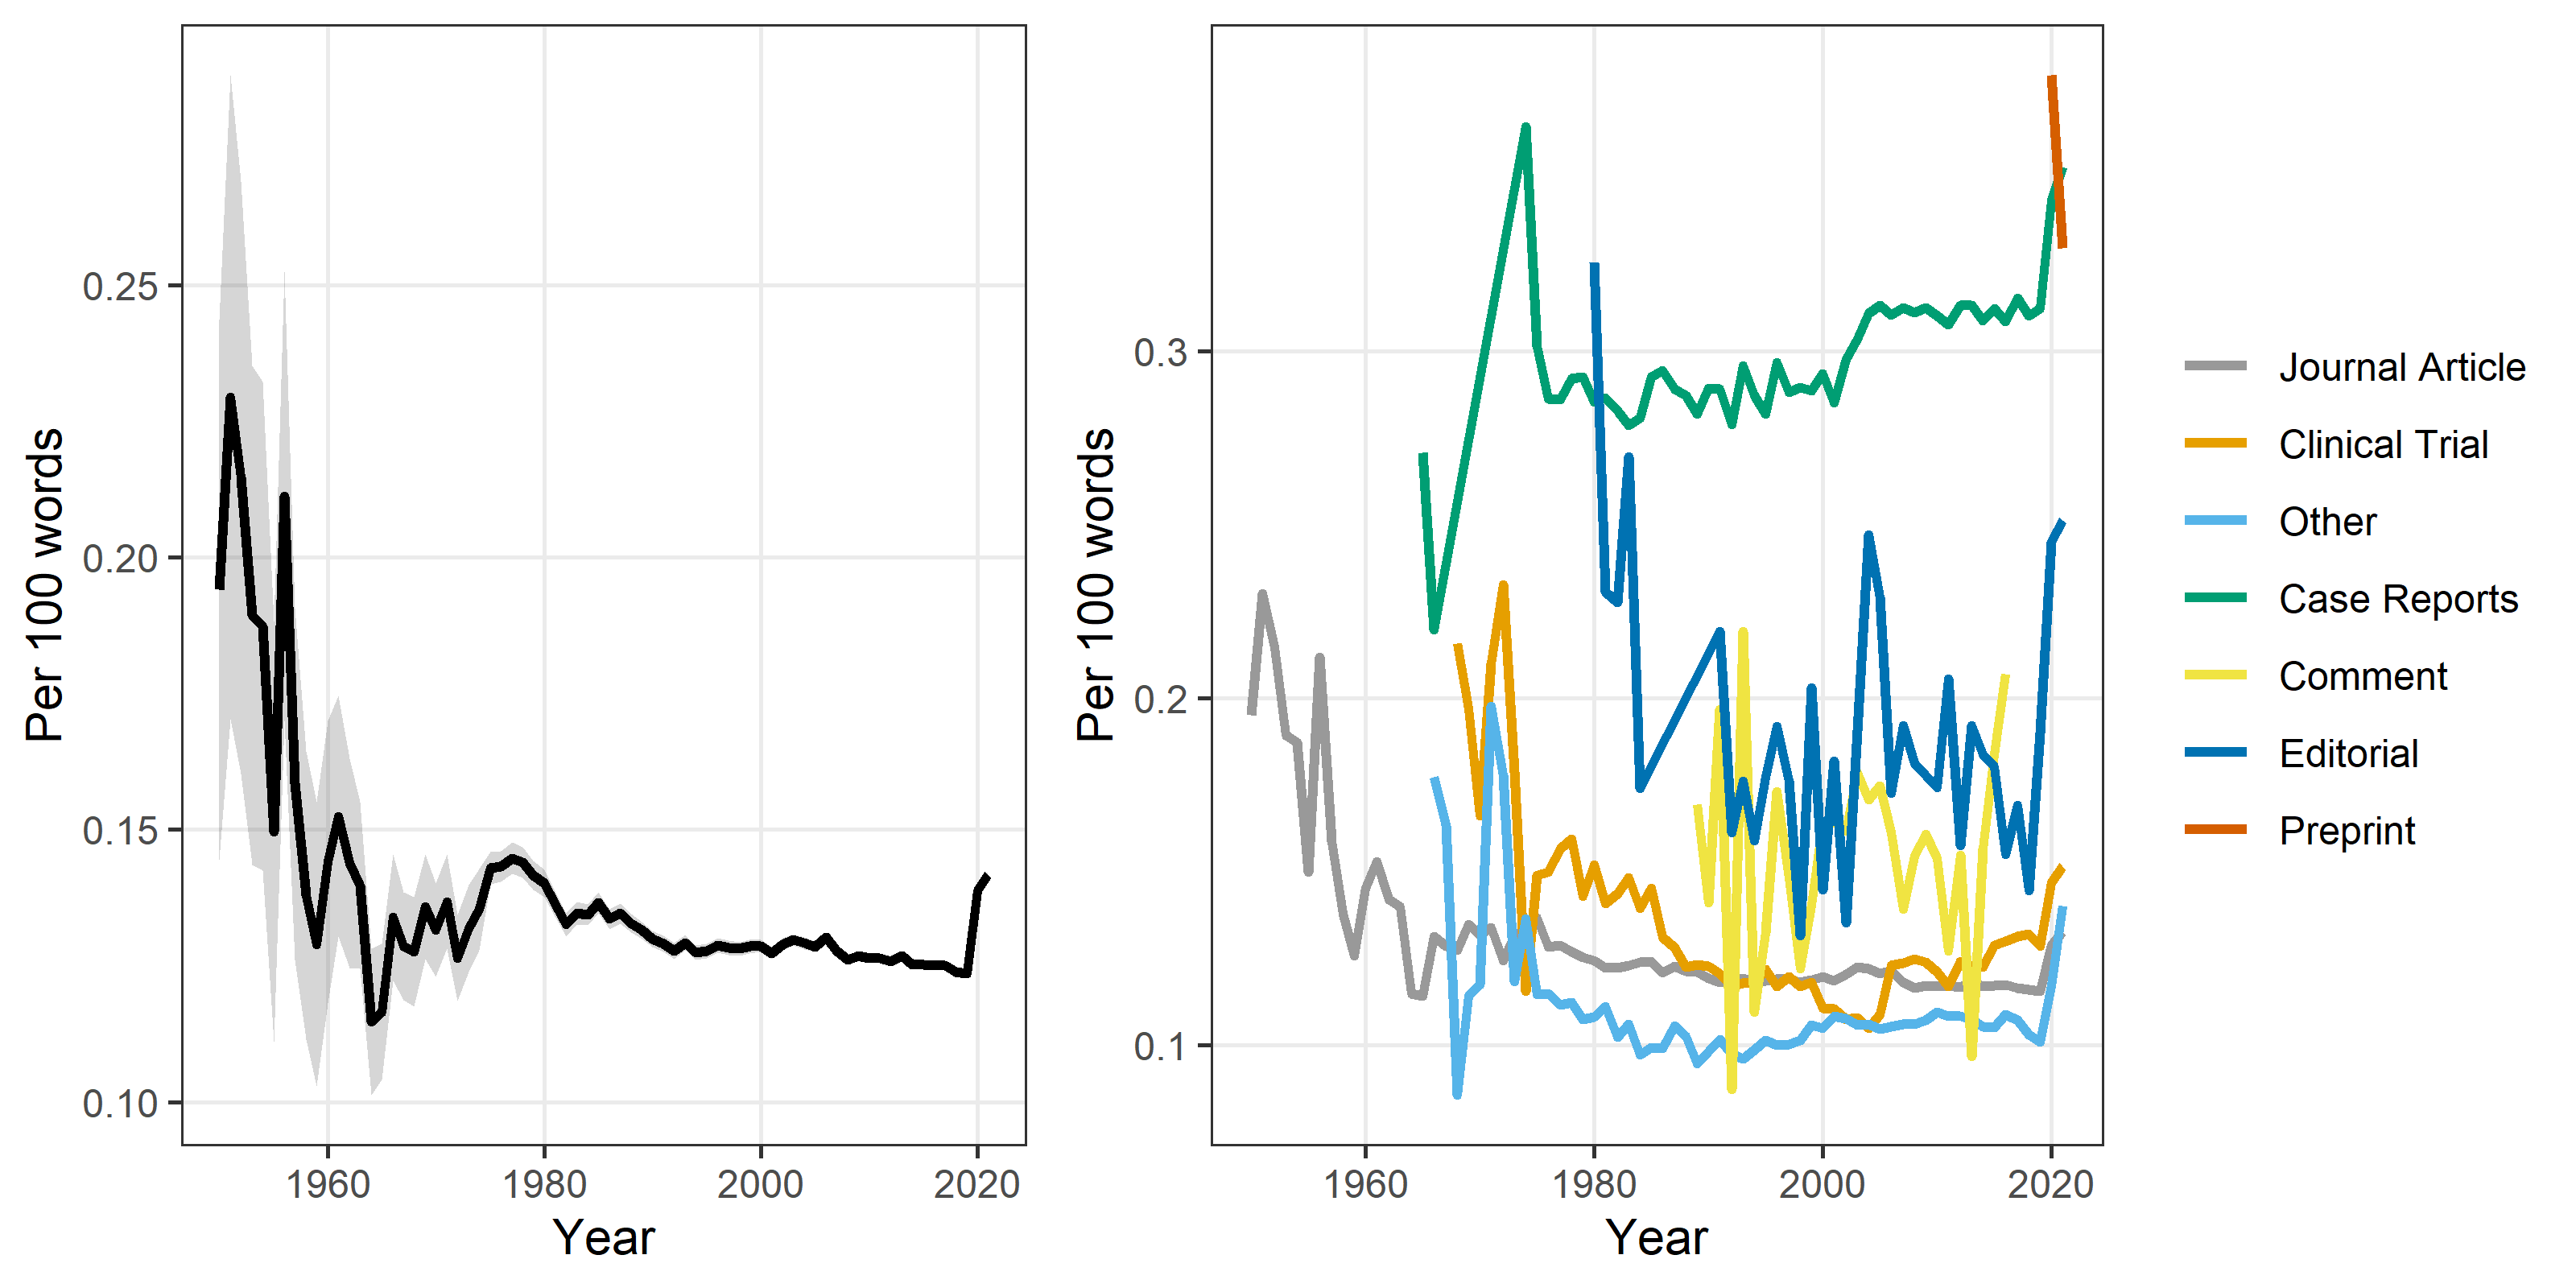 Per 100 words
0.25
0.20
0.15
0.10
1960 1980 2000 2020
Year
Per 100 words
0.3
0.2
0.1
1960 1980 2000 2020
Year
Journal Article
Clinical Trial
Other
Case Reports
Comment
Editorial
Preprint